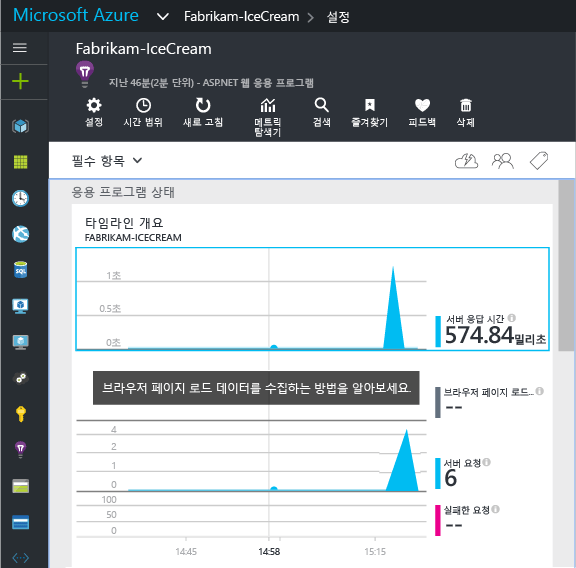 Microsoft Azure Fabrikam-IceCream 설정
Fabrikam-IceCream
지난 46분(2분 단위) - ASP.NET 웹 응용 프로그램
설정 시간 범위 새로 고침 메트릭 탐색기 검색 즐겨찾기 피드백 삭제
필수 항목
응용 프로그램 상태
타임라인 개요
FABRIKAM-ICECREAM
1초
0.5초
서버 응답 시간
574.84밀리초
0초
브라우저 페이지 로드 데이터를 수집하는 방법을 알아보세요.
브라우저 페이지 로드...
--
4
2
서버 요청
1
6
0
100
실패한 요청
50
--
0
14:45 14:58 15:15
SQL